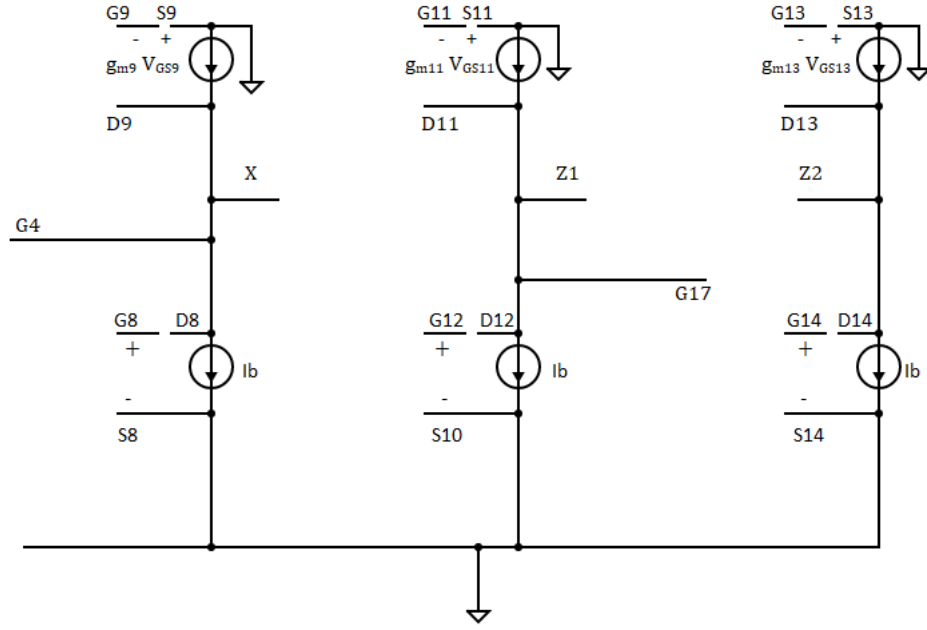 G9 S9 G11 S11 G13 S13
- + - + - +
gm9 VGS9 gm11 VGS11 gm13 VGS13
D9 D11 D13
X Z1 Z2
G4
G17
G8 D8 G12 D12 G14 D14
+ + +
Ib Ib Ib
- - -
S8 S10 S14